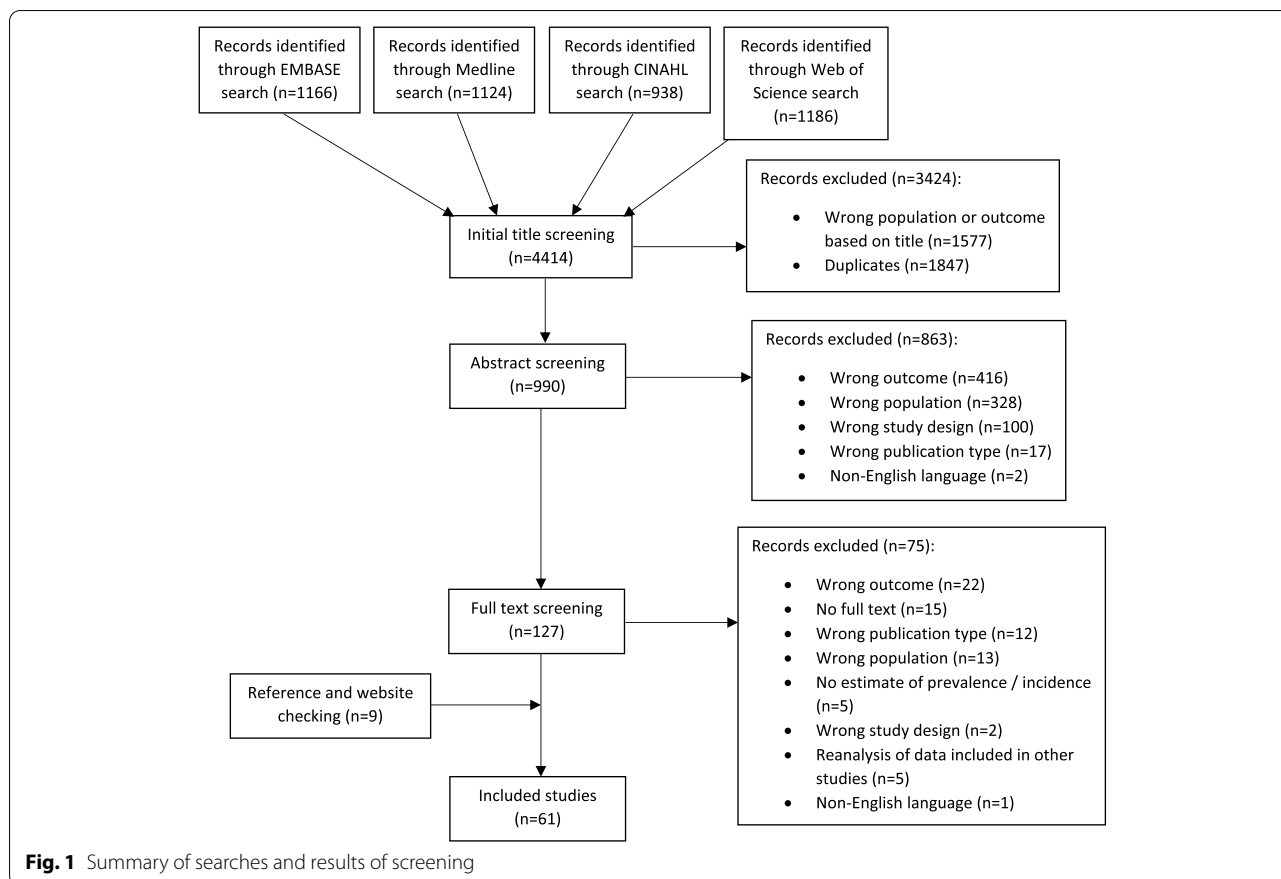 Records identified
through EMBASE
search (n=1166)
Records identified
through Medline
search (n=1124)
Records identified
through CINAHL
search (n=938)
Records identified
through Web of
Science search
(n=1186)
Initial title screening
(n=4414)
Records excluded (n=3424):
• Wrong population or outcome
based on title (n=1577)
• Duplicates (n=1847)
Abstract screening
(n=990)
Records excluded (n=863):
• Wrong outcome (n=416)
• Wrong population (n=328)
• Wrong study design (n=100)
• Wrong publication type (n=17)
• Non-English language (n=2)
Full text screening
(n=127)
Records excluded (n=75):
• Wrong outcome (n=22)
• No full text (n=15)
• Wrong publication type (n=12)
• Wrong population (n=13)
• No estimate of prevalence / incidence
(n=5)
• Wrong study design (n=2)
• Reanalysis of data included in other
studies (n=5)
• Non-English language (n=1)
Reference and website
checking (n=9)
Included studies
(n=61)
Fig. 1 Summary of searches and results of screening